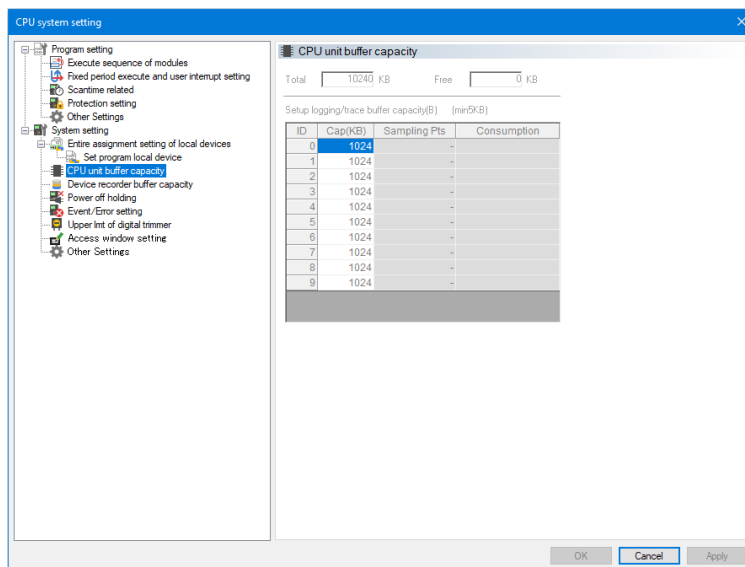 CPU system setting
Program setting
Execute sequence of modules
Fixed period execute and user interrupt setting
Scantime related
Protection setting
Other Settings
System setting
Entire assignment setting of local devices
Set program local device
CPU unit buffer capacity
Device recorder buffer capacity
Power off holding
Event/Error setting
Upper lmt of digital trimmer
Access window setting
Other Settings
CPU unit buffer capacity
Total 10240 KB Free 0 KB
Setup logging/trace buffer capacity(B) (min5KB)
ID Cap(KB) Sampling Pts Consumption
0 1024 -
1 1024 -
2 1024 -
3 1024 -
4 1024 -
5 1024 -
6 1024 -
7 1024 -
8 1024 -
9 1024 -
OK Cancel Apply